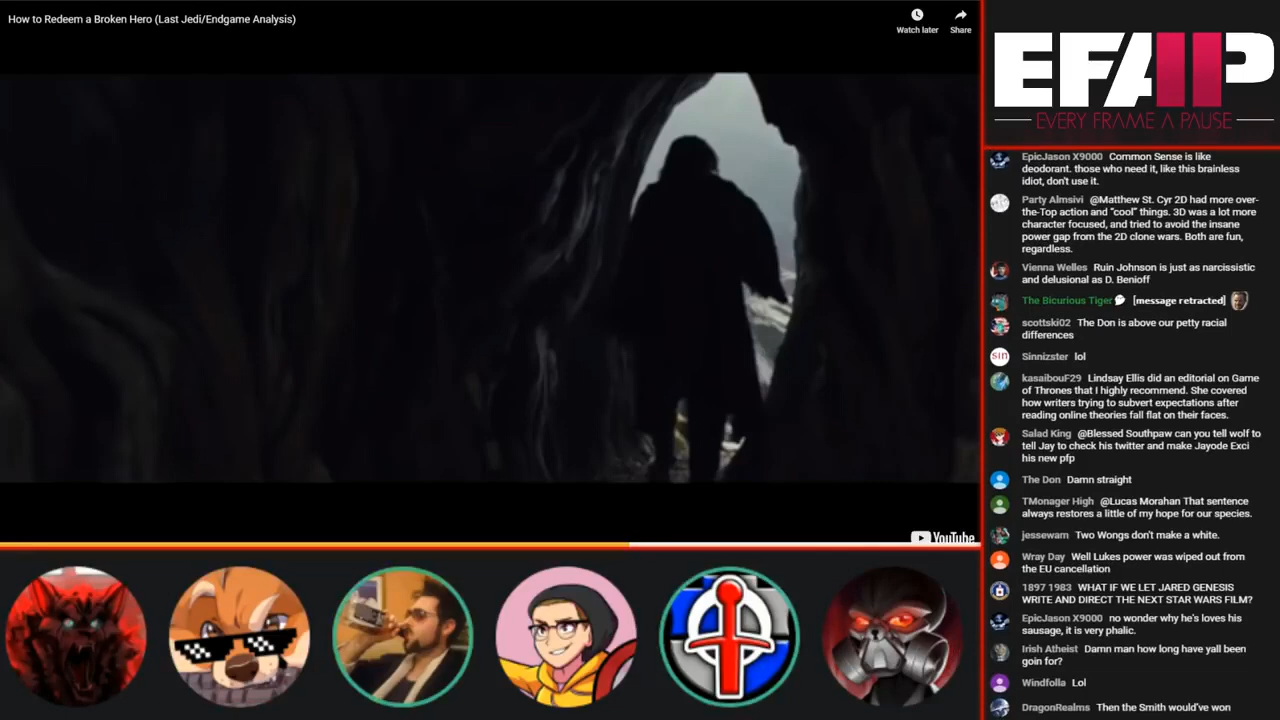 How to Redeem a Broken Hero (Last Jedi/Endgame Analysis)
Watch later
Share
YouTube
EFAP
EVERY FRAME A PAUSE
EpicJason X9000 Common Sense is like
deodorant. those who need it, like this brainless
idiot, don't use it.
Party Almsivi @Matthew St. Cyr 2D had more over-
the-Top action and "cool" things. 3D was a lot more
character focused, and tried to avoid the insane
power gap from the 2D clone wars. Both are fun,
regardless.
Vienna Welles Ruin Johnson is just as narcissistic
and delusional as D. Benioff
The Bicurious Tiger [message retracted]
scottski02 The Don is above our petty racial
differences
sin Sinnizster lol
kasaibouF29 Lindsay Ellis did an editorial on Game
of Thrones that I highly recommend. She covered
how writers trying to subvert expectations after
reading online theories fall flat on their faces.
Salad King @Blessed Southpaw can you tell wolf to
tell Jay to check his twitter and make Jayode Exci
his new pfp
The Don Damn straight
TMonager High @Lucas Morahan That sentence
always restores a little of my hope for our species.
jessewam Two Wongs don't make a white.
Wray Day Well Lukes power was wiped out from
the EU cancellation
1897 1983 WHAT IF WE LET JARED GENESIS
WRITE AND DIRECT THE NEXT STAR WARS FILM?
EpicJason X9000 no wonder why he's loves his
sausage, it is very phalic.
Irish Atheist Damn man how long have yall been
goin for?
W Windfolla Lol
DragonRealms Then the Smith would've won